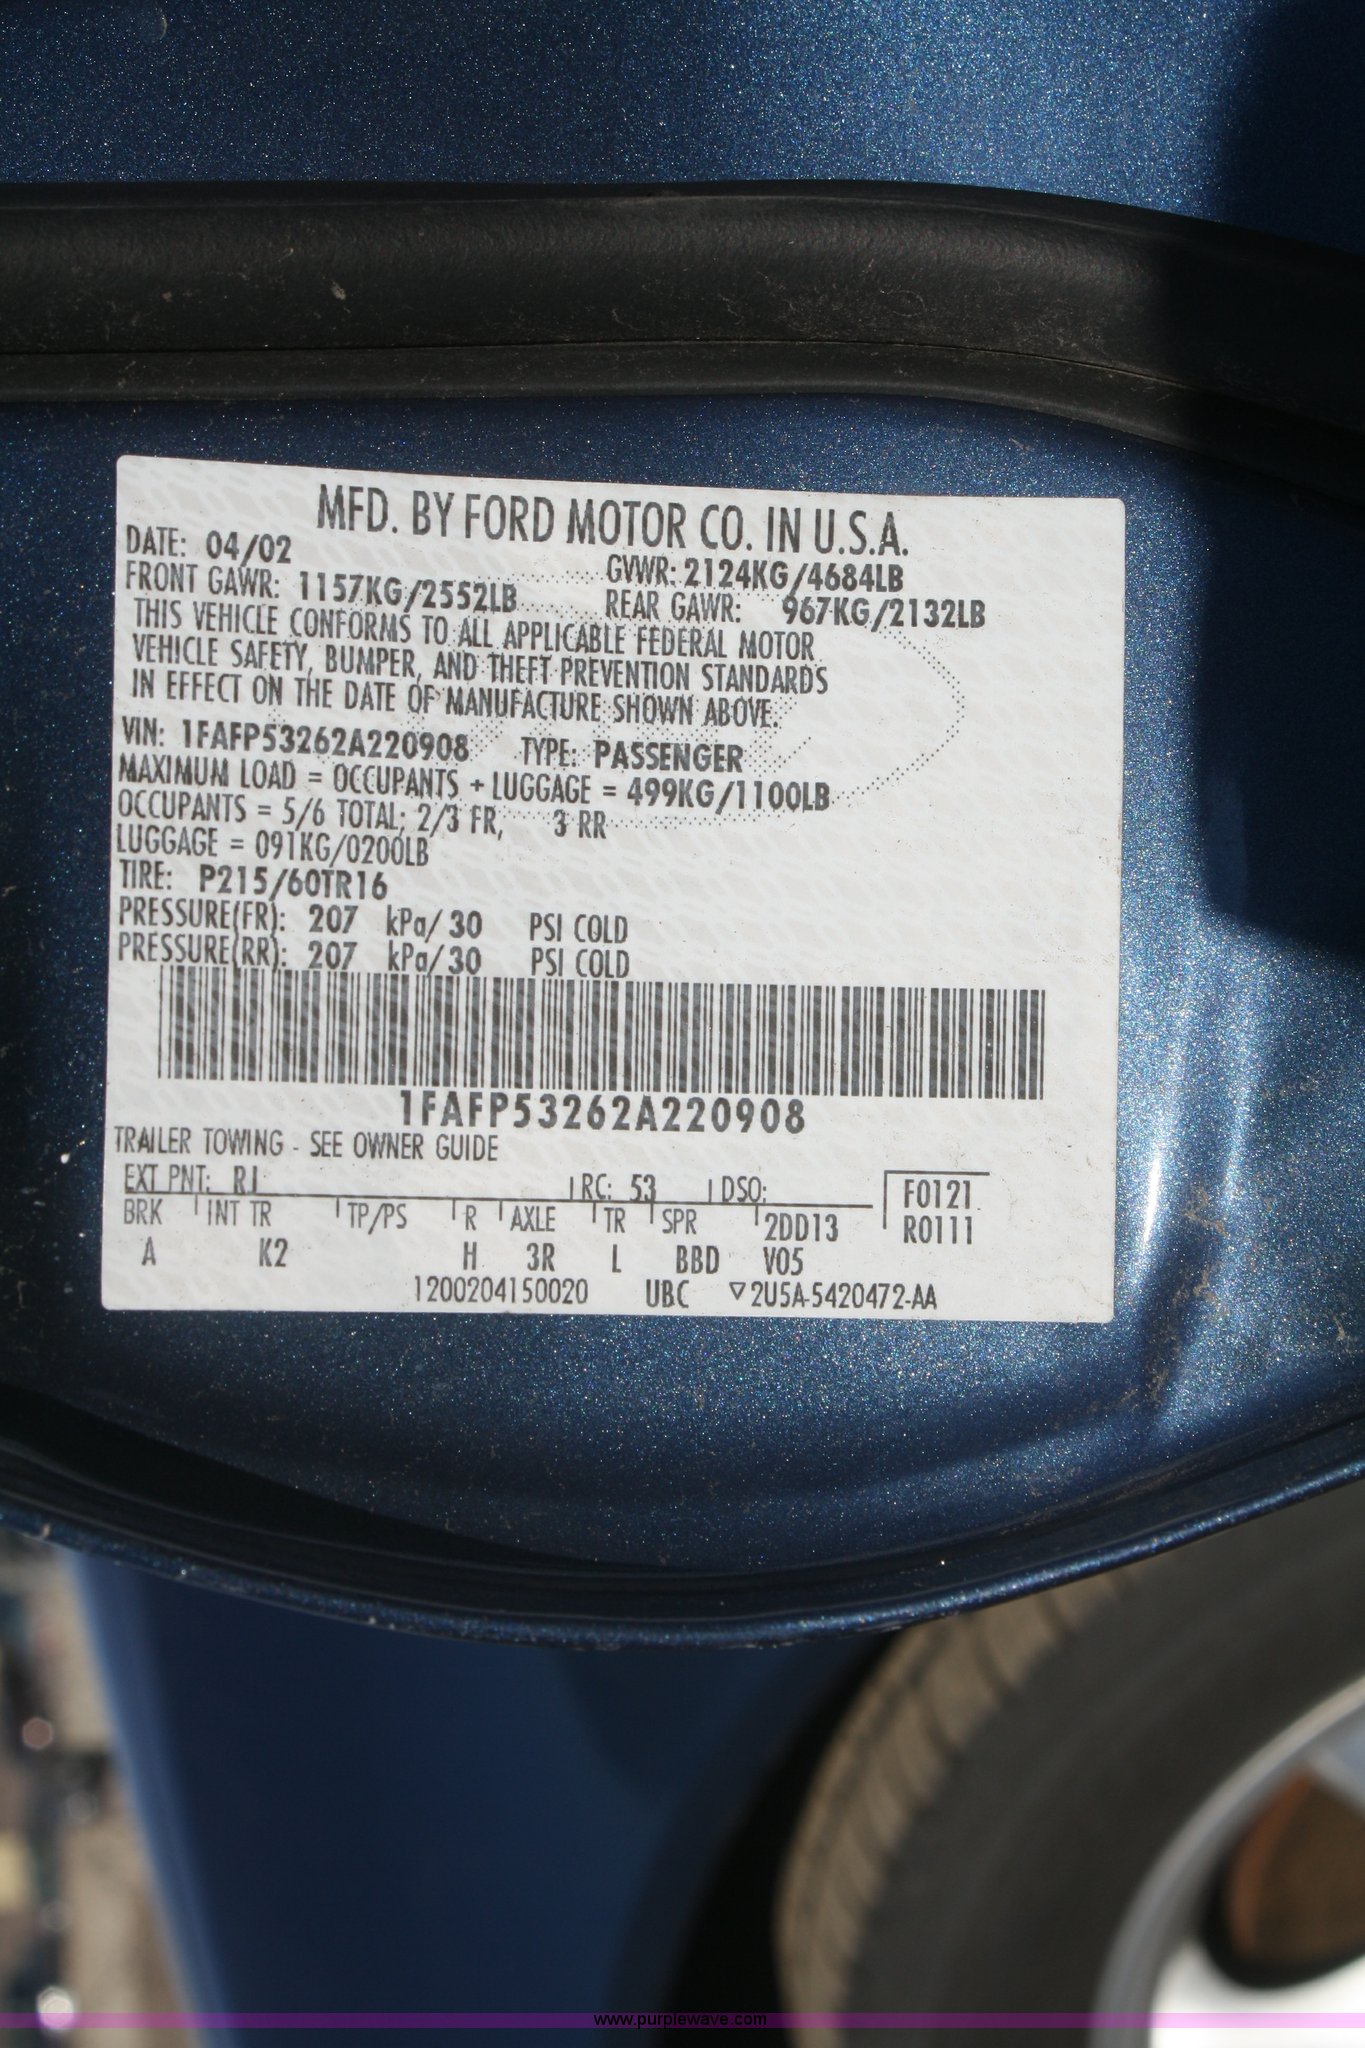 MFD. BY FORD MOTOR CO. IN U.S.A.
DATE: 04/02 GVWR: 2124KG/4684LB
FRONT GAWR: 1157KG/2552LB REAR GAWR: 967KG/2132LB
THIS VEHICLE CONFORMS TO ALL APPLICABLE FEDERAL MOTOR
VEHICLE SAFETY, BUMPER, AND THEFT PREVENTION STANDARDS
IN EFFECT ON THE DATE OF MANUFACTURE SHOWN ABOVE.
VIN: 1FAFP53262A220908 TYPE: PASSENGER
MAXIMUM LOAD = OCCUPANTS + LUGGAGE = 499KG/1100LB
OCCUPANTS = 5/6 TOTAL; 2/3 FR, 3 RR
LUGGAGE = 091KG/0200LB
TIRE: P215/60TR16
PRESSURE(FR): 207 kPa/ 30 PSI COLD
PRESSURE(RR): 207 kPa/ 30 PSI COLD
1FAFP53262A220908
TRAILER TOWING - SEE OWNER GUIDE
EXT PNT: RC: 53 DSO: F0121
BRK INT TR TP/PS R AXLE TR SPR 2DD13 R0111
A K2 H 3R L BBD V05
1200204150020 UBC ▽2U5A-5420472-AA
www.purplewave.com